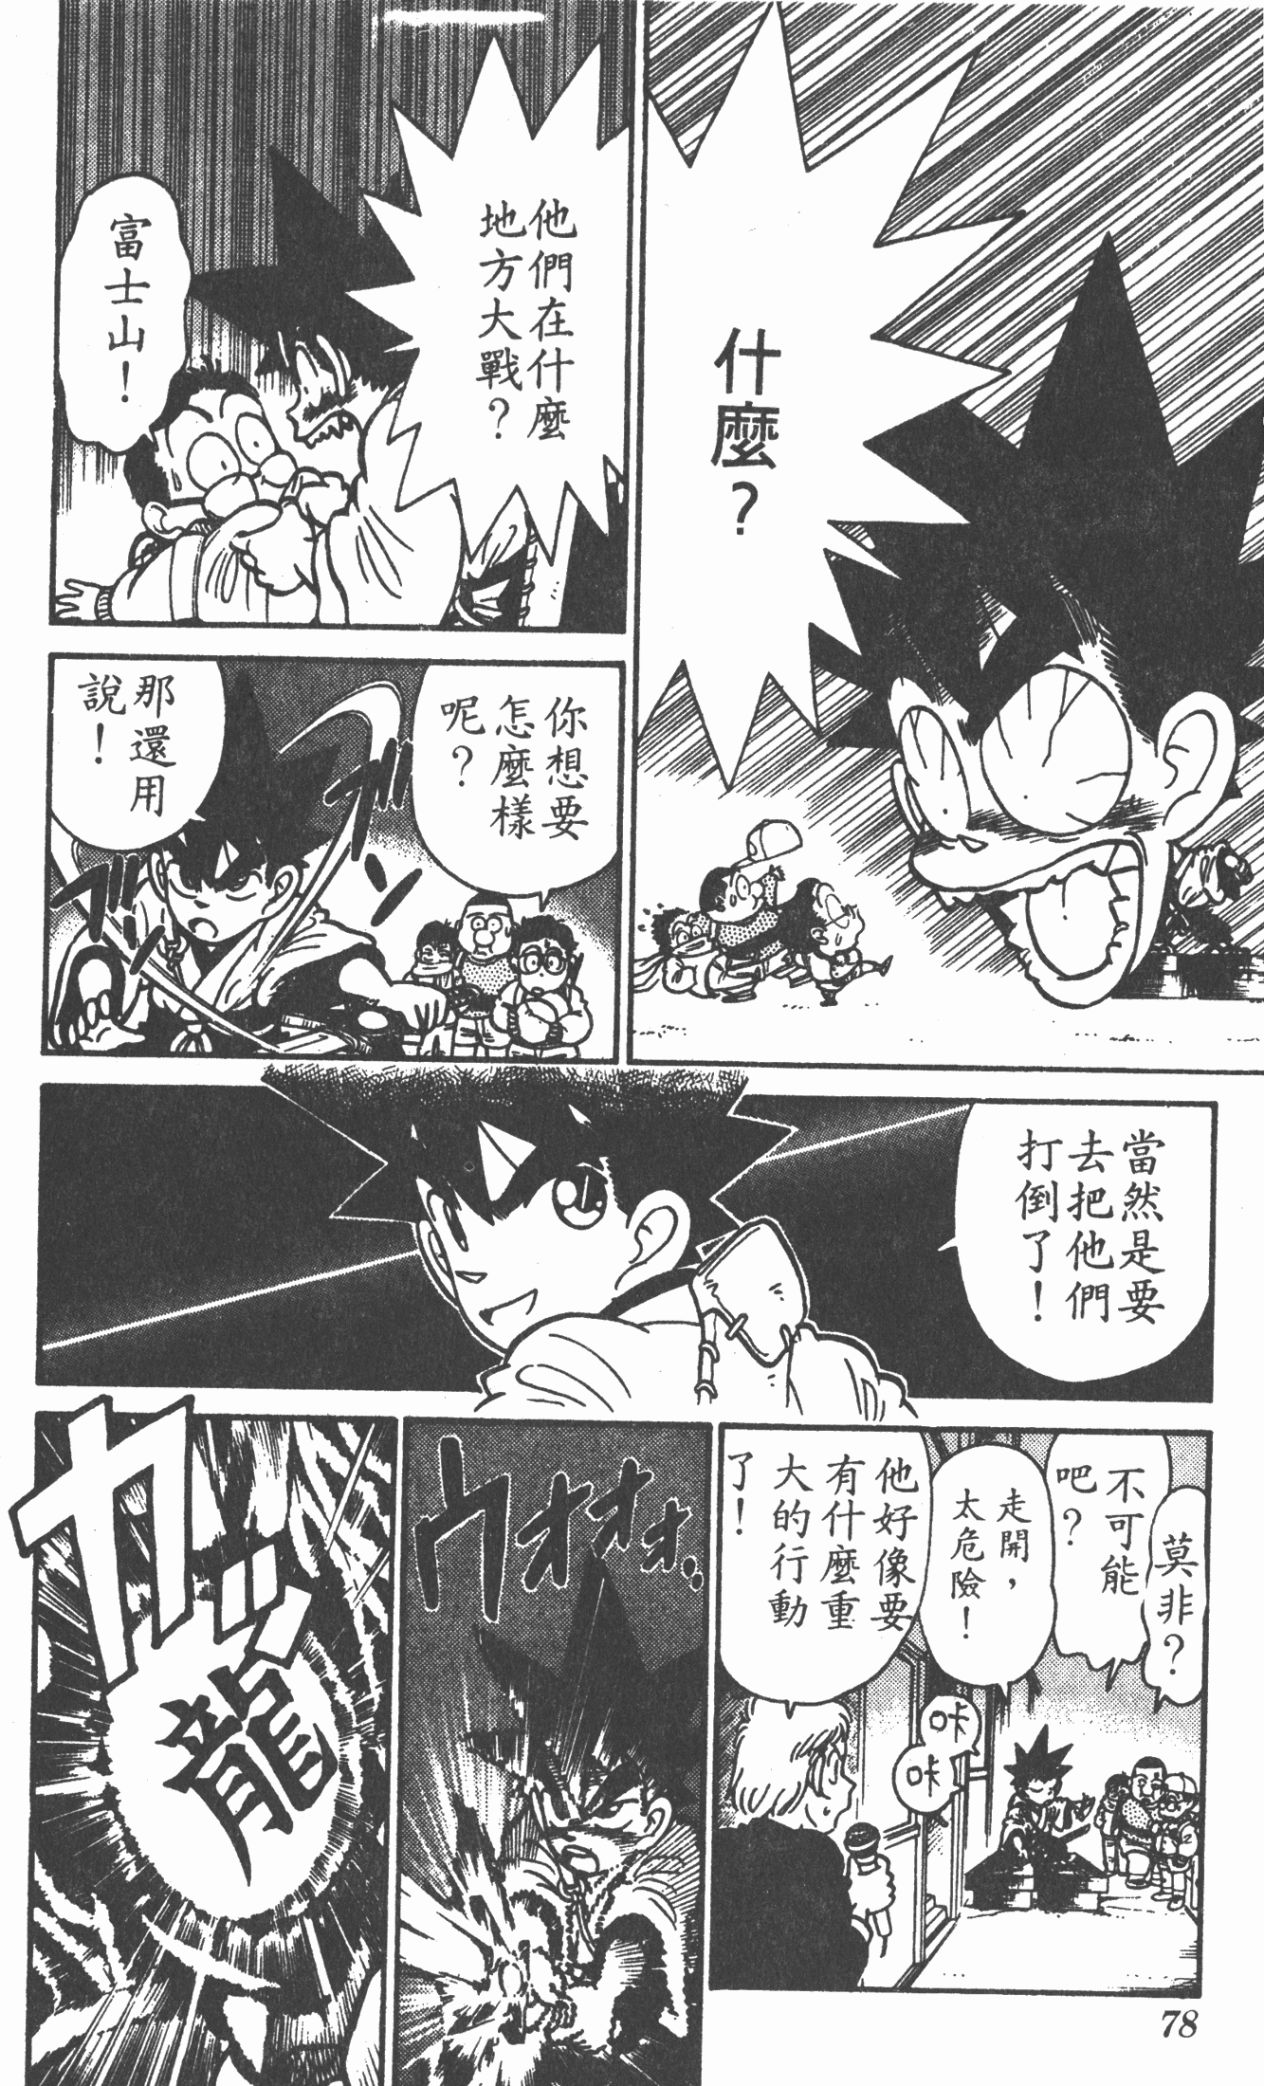 什麼？
他們在什麼
地方大戰？
富士山！
你想要
怎麼樣
呢？
那還用
說！
當然是要
去把他們
打倒了！
莫非？
不可能
吧？
走開，
太危險！
他好像要
有什麼重
大的行動
了！
咔
咔
ウオオオ…
カッ
龍
78